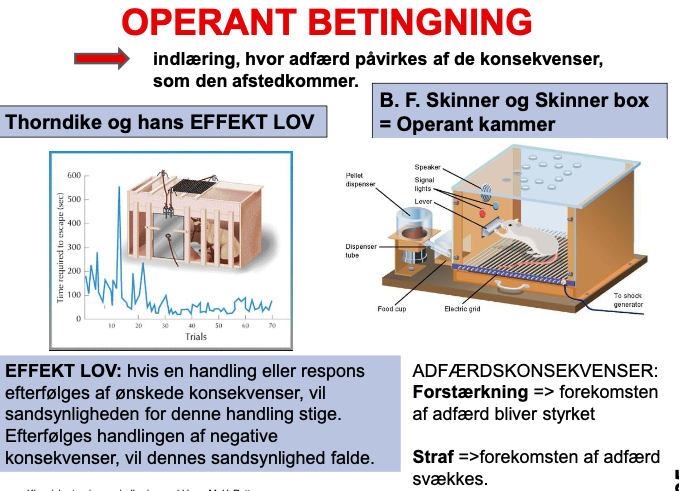 OPERANT BETINGNING
indlæring, hvor adfærd påvirkes af de konsekvenser,
som den afstedkommer.
Thorndike og hans EFFEKT LOV
B. F. Skinner og Skinner box
= Operant kammer
Time required to escape (sec)
600
500
400
300
200
100
0
10 20 30 40 50 60 70
Trials
Pellet
dispenser
Speaker
Signal
lights
Lever
Dispenser
tube
Food cup
Electric grid
To shock
generator
EFFEKT LOV: hvis en handling eller respons
efterfølges af ønskede konsekvenser, vil
sandsynligheden for denne handling stige.
Efterfølges handlingen af negative
konsekvenser, vil dennes sandsynlighed falde.
ADFÆRDSKONSEKVENSER:
Forstærkning => forekomsten
af adfærd bliver styrket
Straf =>forekomsten af adfærd
svækkes.